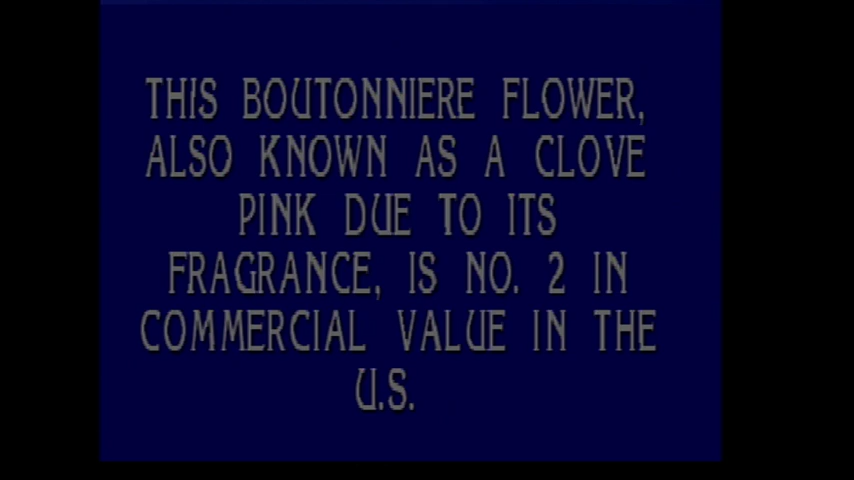 THIS BOUTONNIERE FLOWER,
ALSO KNOWN AS A CLOVE
PINK DUE TO ITS
FRAGRANCE, IS NO. 2 IN
COMMERCIAL VALUE IN THE
U.S.